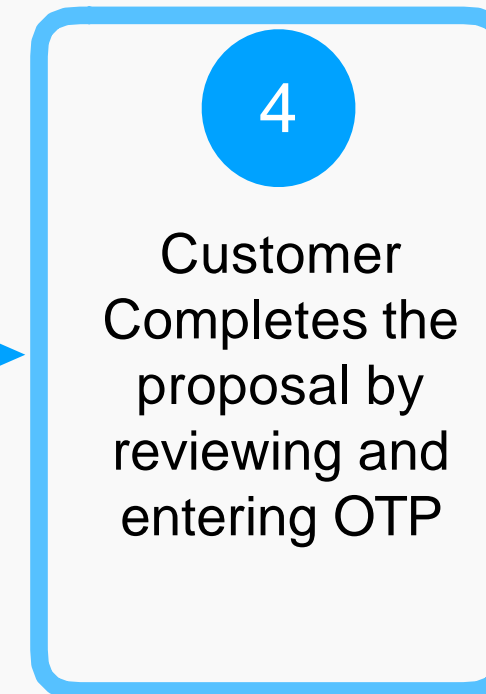 4
Customer
Completes the
proposal by
reviewing and
entering OTP